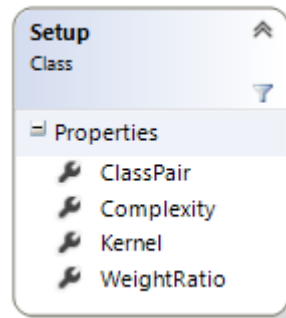 Setup
Class
Properties
ClassPair
Complexity
Kernel
WeightRatio